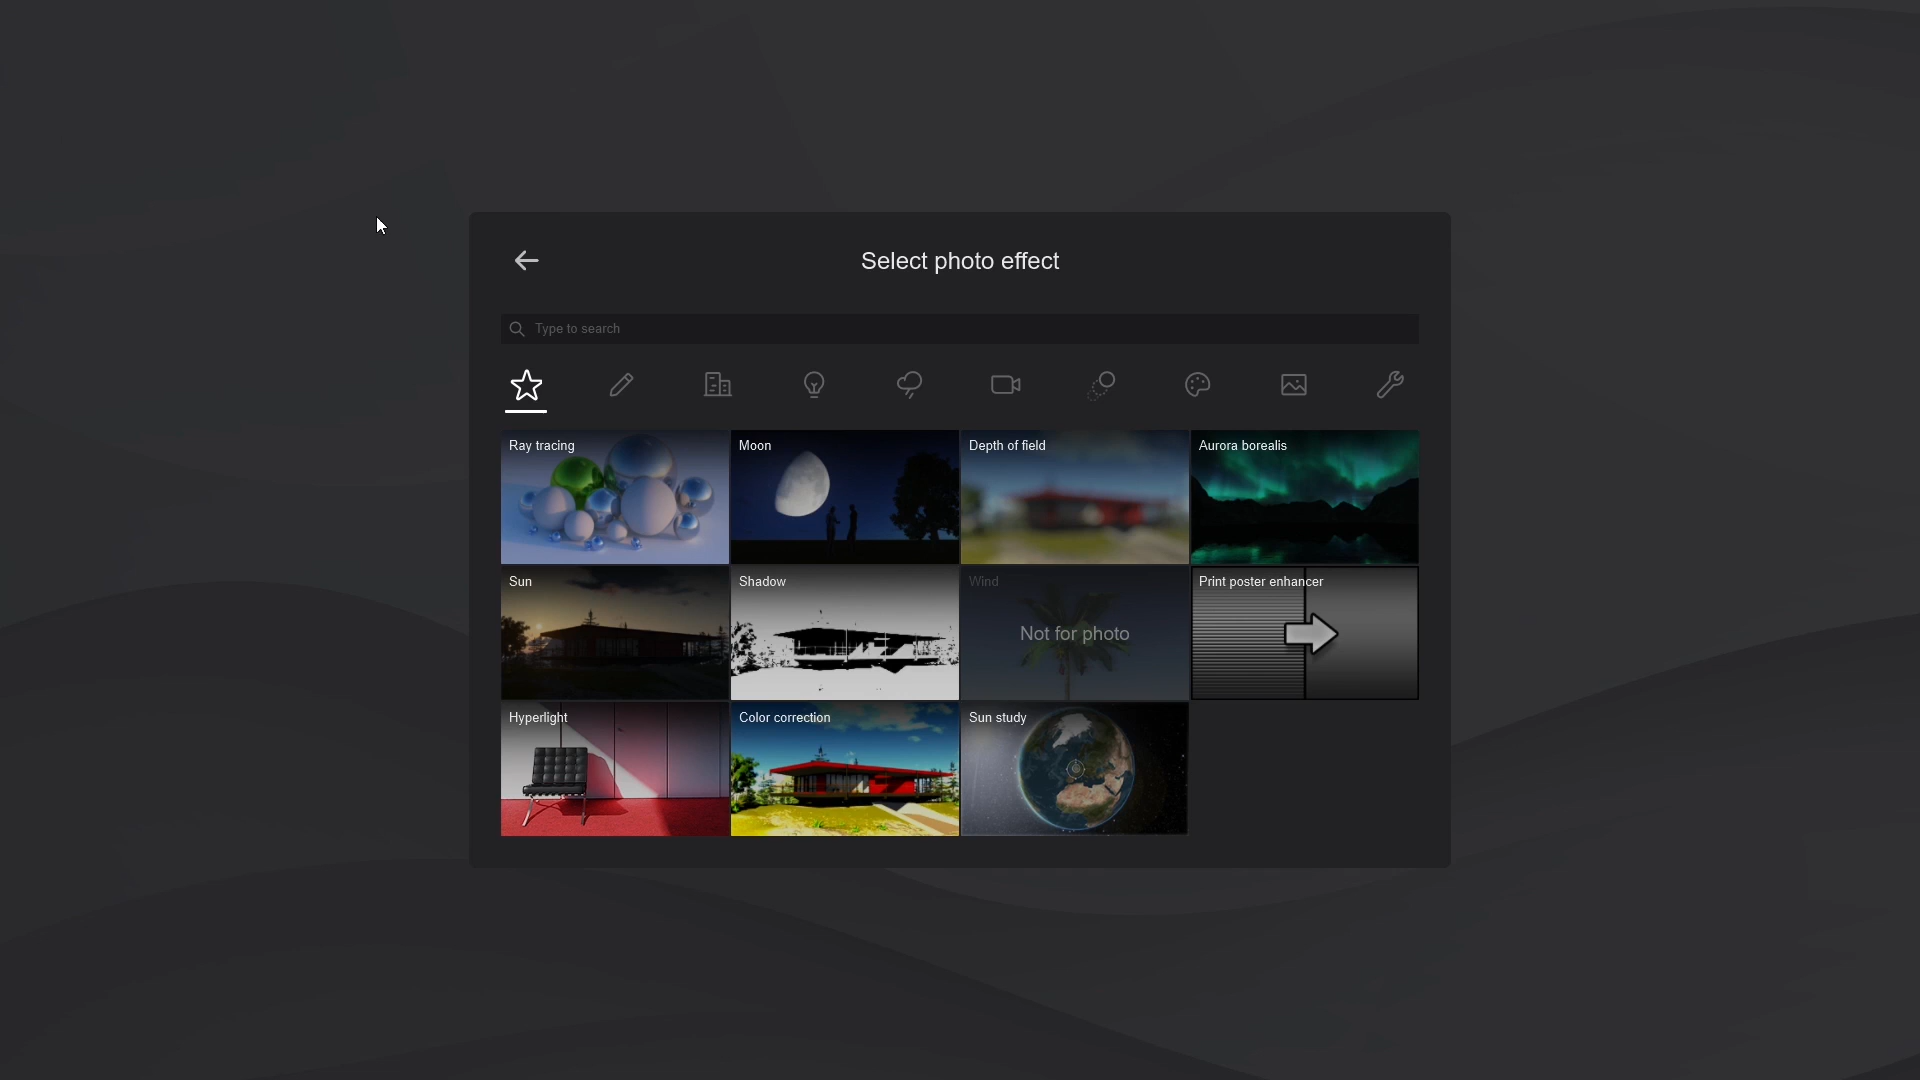 Select photo effect
Type to search
Ray tracing
Moon
Depth of field
Aurora borealis
Sun
Shadow
Wind
Not for photo
Print poster enhancer
Hyperlight
Color correction
Sun study